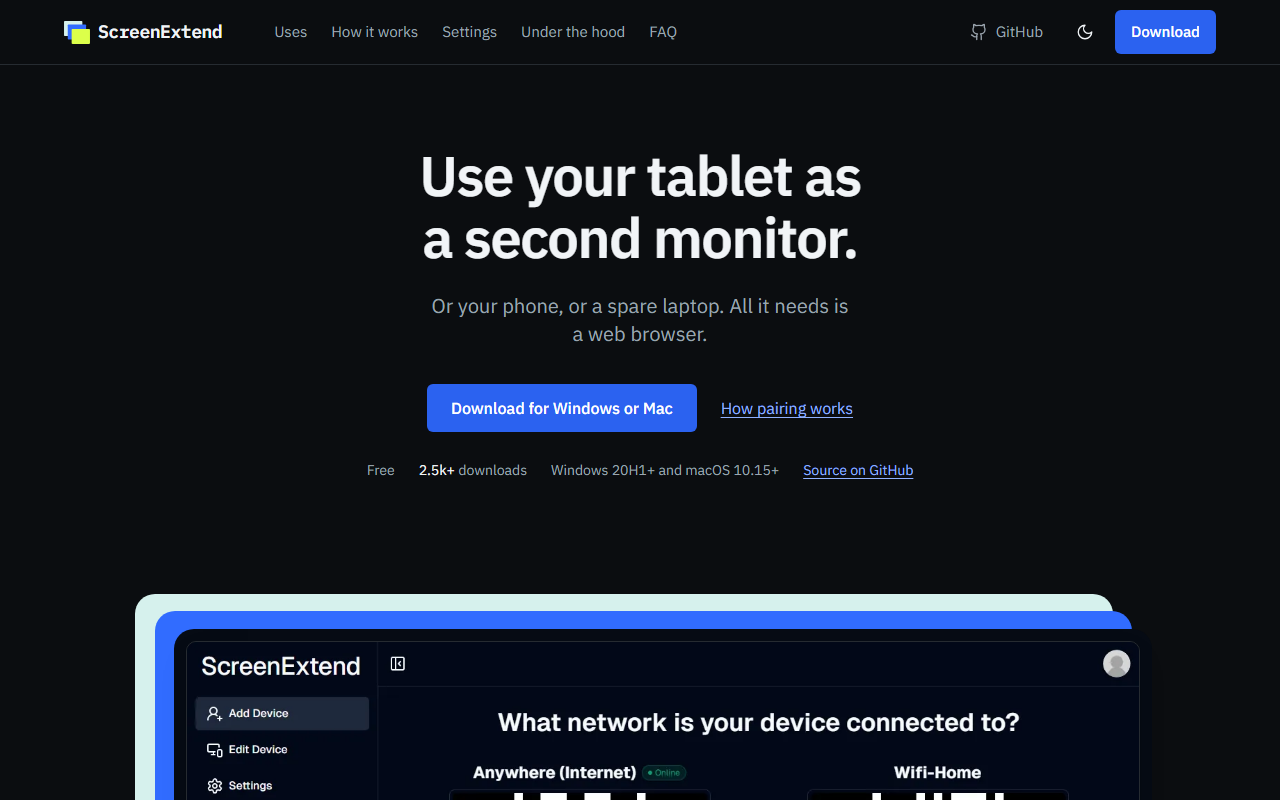 ScreenExtend
Uses
How it works
Settings
Under the hood
FAQ
GitHub
Download
Use your tablet as
a second monitor.
Or your phone, or a spare laptop. All it needs is
a web browser.
Download for Windows or Mac
How pairing works
Free
2.5k+ downloads
Windows 20H1+ and macOS 10.15+
Source on GitHub
ScreenExtend
Add Device
Edit Device
Settings
What network is your device connected to?
Anywhere (Internet)
Online
Wifi-Home